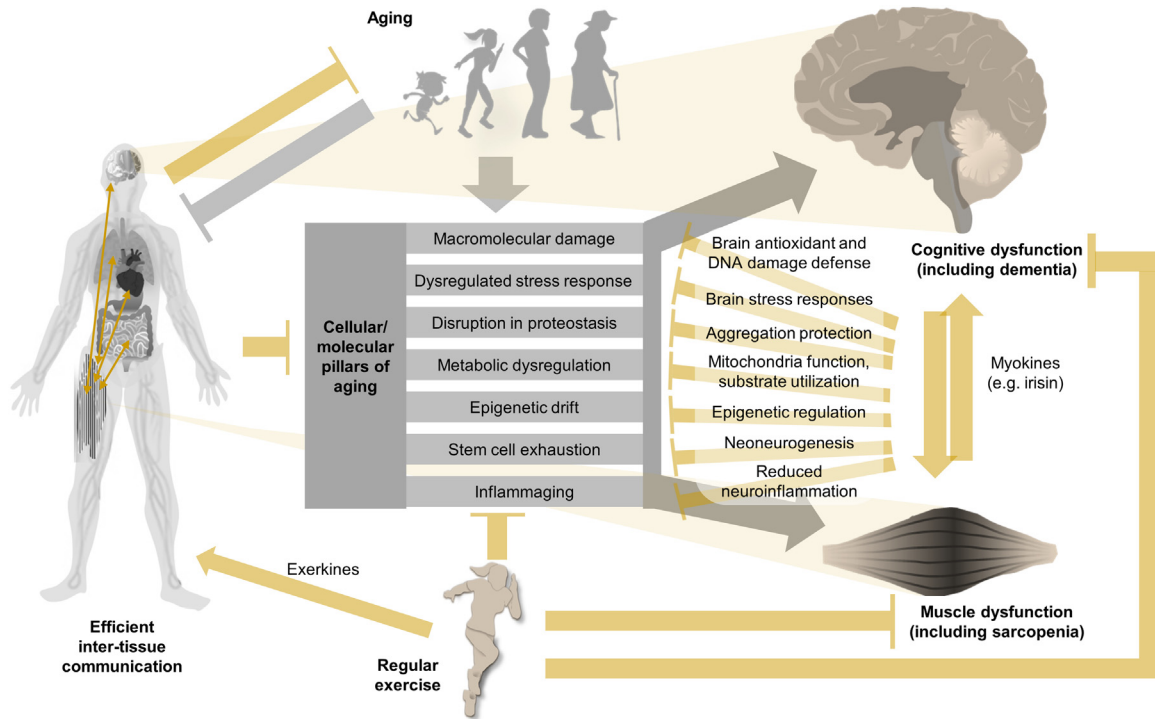 Aging
Cellular/
molecular
pillars of
aging
Macromolecular damage
Dysregulated stress response
Disruption in proteostasis
Metabolic dysregulation
Epigenetic drift
Stem cell exhaustion
Inflammaging
Brain antioxidant and
DNA damage defense
Brain stress responses
Aggregation protection
Mitochondria function,
substrate utilization
Epigenetic regulation
Neoneurogenesis
Reduced
neuroinflammation
Cognitive dysfunction
(including dementia)
Myokines
(e.g. irisin)
Muscle dysfunction
(including sarcopenia)
Exerkines
Efficient
inter-tissue
communication
Regular
exercise